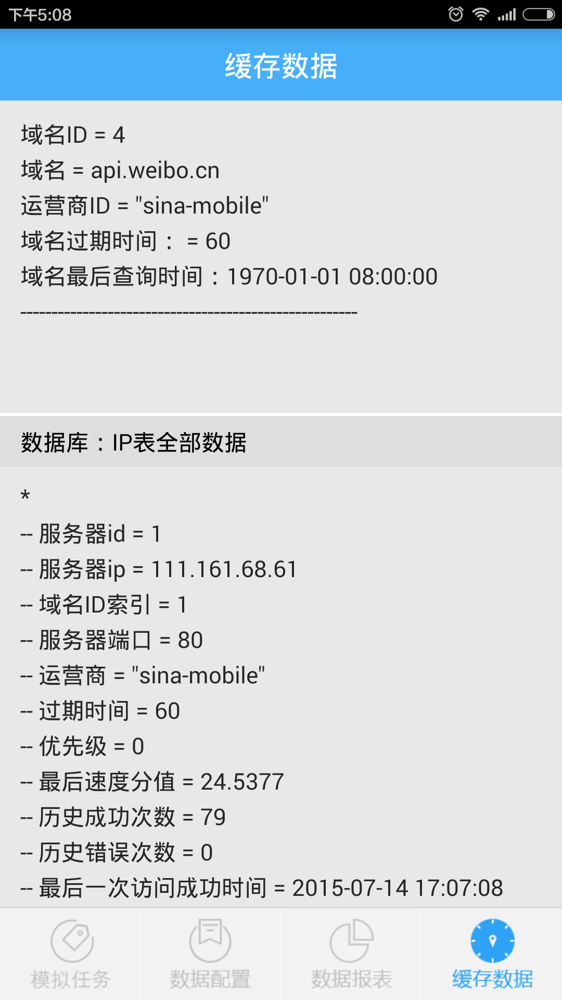 下午5:08
缓存数据
域名ID = 4
域名 = api.weibo.cn
运营商ID = "sina-mobile"
域名过期时间 : = 60
域名最后查询时间 : 1970-01-01 08:00:00
------------------------------------------------------
数据库 : IP表全部数据
*
-- 服务器id = 1
-- 服务器ip = 111.161.68.61
-- 域名ID索引 = 1
-- 服务器端口 = 80
-- 运营商 = "sina-mobile"
-- 过期时间 = 60
-- 优先级 = 0
-- 最后速度分值 = 24.5377
-- 历史成功次数 = 79
-- 历史错误次数 = 0
-- 最后一次访问成功时间 = 2015-07-14 17:07:08
模拟任务 数据配置 数据报表 缓存数据